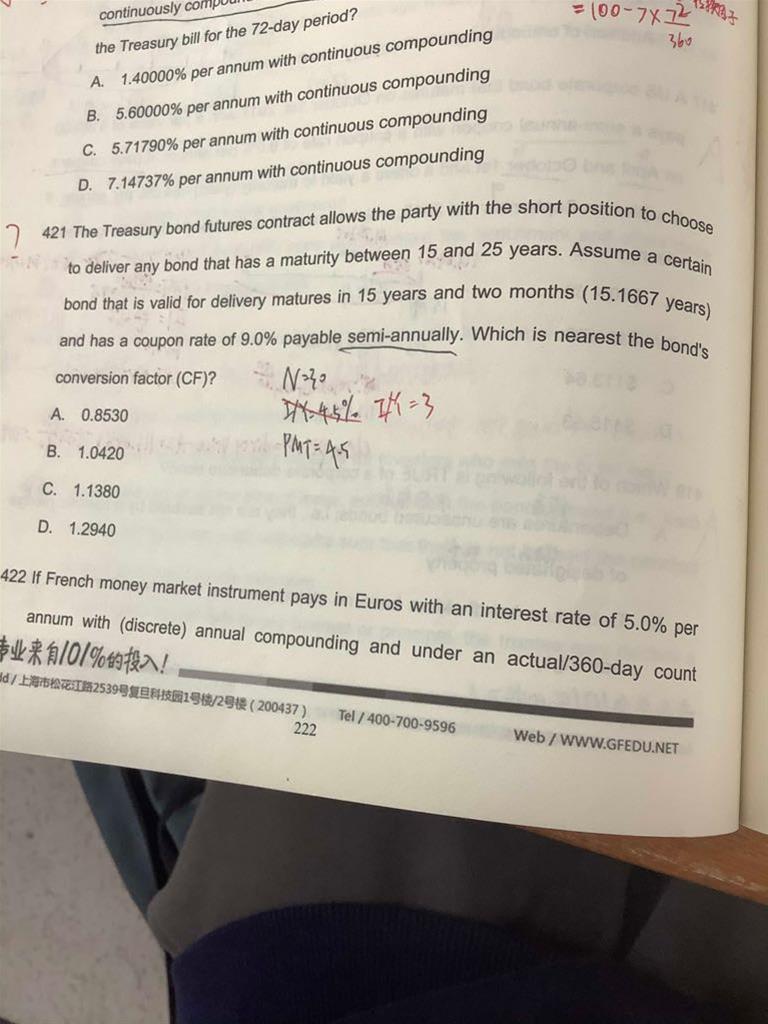 continuously
= 100 - 7 × 72
360
the Treasury bill for the 72-day period?
A. 1.40000% per annum with continuous compounding
B. 5.60000% per annum with continuous compounding
C. 5.71790% per annum with continuous compounding
D. 7.14737% per annum with continuous compounding
? 421 The Treasury bond futures contract allows the party with the short position to choose
to deliver any bond that has a maturity between 15 and 25 years. Assume a certain
bond that is valid for delivery matures in 15 years and two months (15.1667 years)
and has a coupon rate of 9.0% payable semi-annually. Which is nearest the bond's
conversion factor (CF)?
N=30
A. 0.8530
I/Y=4.5% I/Y=3
B. 1.0420
PMT=4.5
C. 1.1380
D. 1.2940
422 If French money market instrument pays in Euros with an interest rate of 5.0% per
annum with (discrete) annual compounding and under an actual/360-day count
专业来自101%的投入!
dd / 上海市松花江路2539号复旦科技园1号楼/2号楼 ( 200437 ) Tel / 400-700-9596 Web / WWW.GFEDU.NET
222